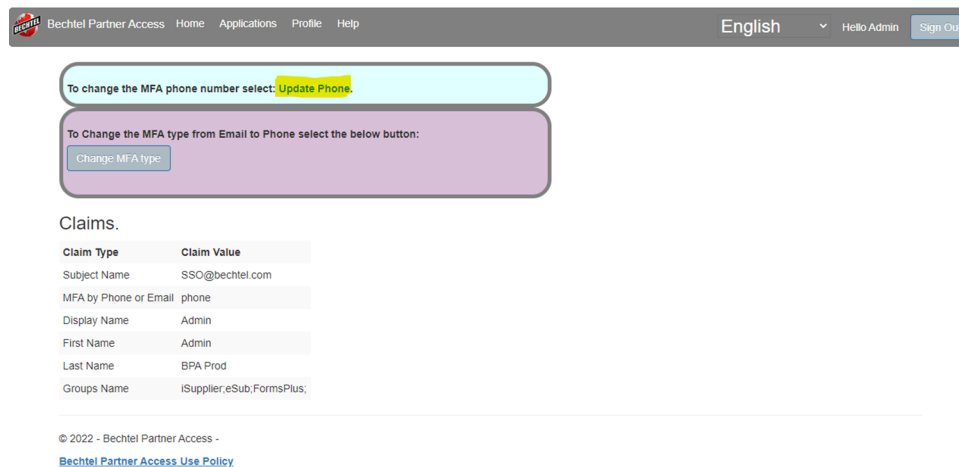 BECHTEL Bechtel Partner Access Home Applications Profile Help English Hello Admin Sign Ou
To change the MFA phone number select: Update Phone.
To Change the MFA type from Email to Phone select the below button:
Change MFA type
Claims.
Claim Type Claim Value
Subject Name SSO@bechtel.com
MFA by Phone or Email phone
Display Name Admin
First Name Admin
Last Name BPA Prod
Groups Name iSupplier;eSub;FormsPlus;
© 2022 - Bechtel Partner Access -
Bechtel Partner Access Use Policy